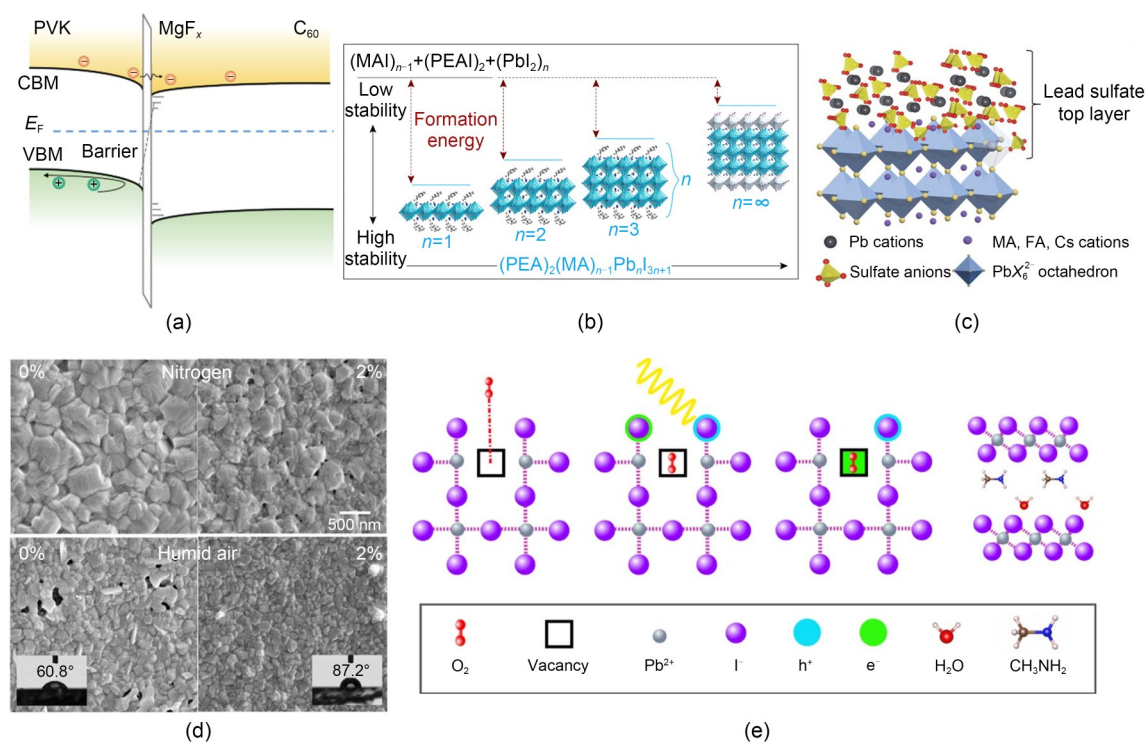 PVK MgFₓ C₆₀
CBM
E_F
Barrier
VBM
(a)
(MAI)ₙ₋₁+(PEAI)₂+(PbI₂)ₙ
Low
stability
Formation
energy
High
stability
n=1
n=2
n=3
n
n=∞
(PEA)₂(MA)ₙ₋₁PbₙI₃ₙ₊₁
(b)
Lead sulfate
top layer
Pb cations
MA, FA, Cs cations
Sulfate anions
PbX₆²⁻ octahedron
(c)
0% Nitrogen 2%
500 nm
0% Humid air 2%
60.8°
87.2°
(d)
O₂ Vacancy Pb²⁺ I⁻ h⁺ e⁻ H₂O CH₃NH₂
(e)